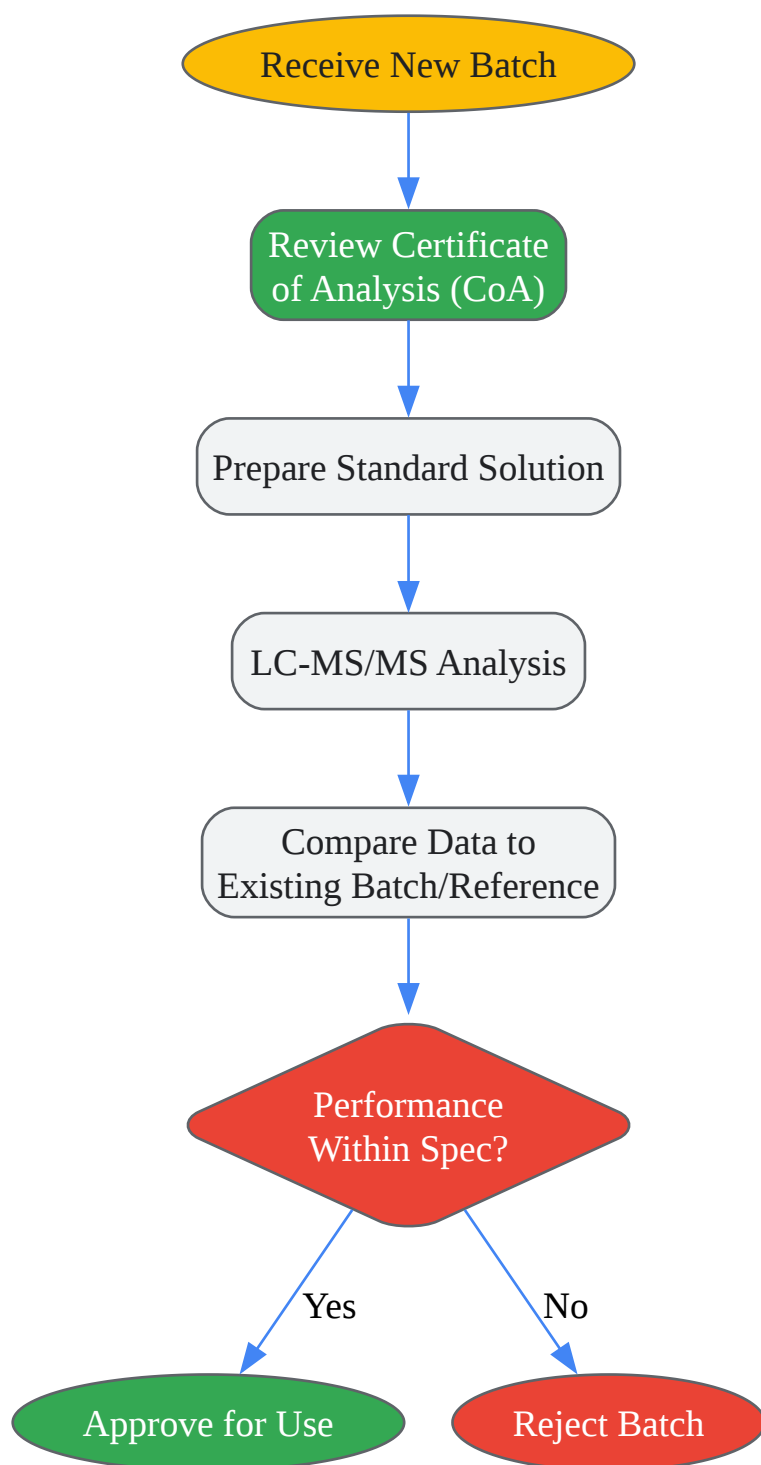 Receive New Batch
Review Certificate
of Analysis (CoA)
Prepare Standard Solution
LC-MS/MS Analysis
Compare Data to
Existing Batch/Reference
Performance
Within Spec?
Yes
No
Approve for Use
Reject Batch